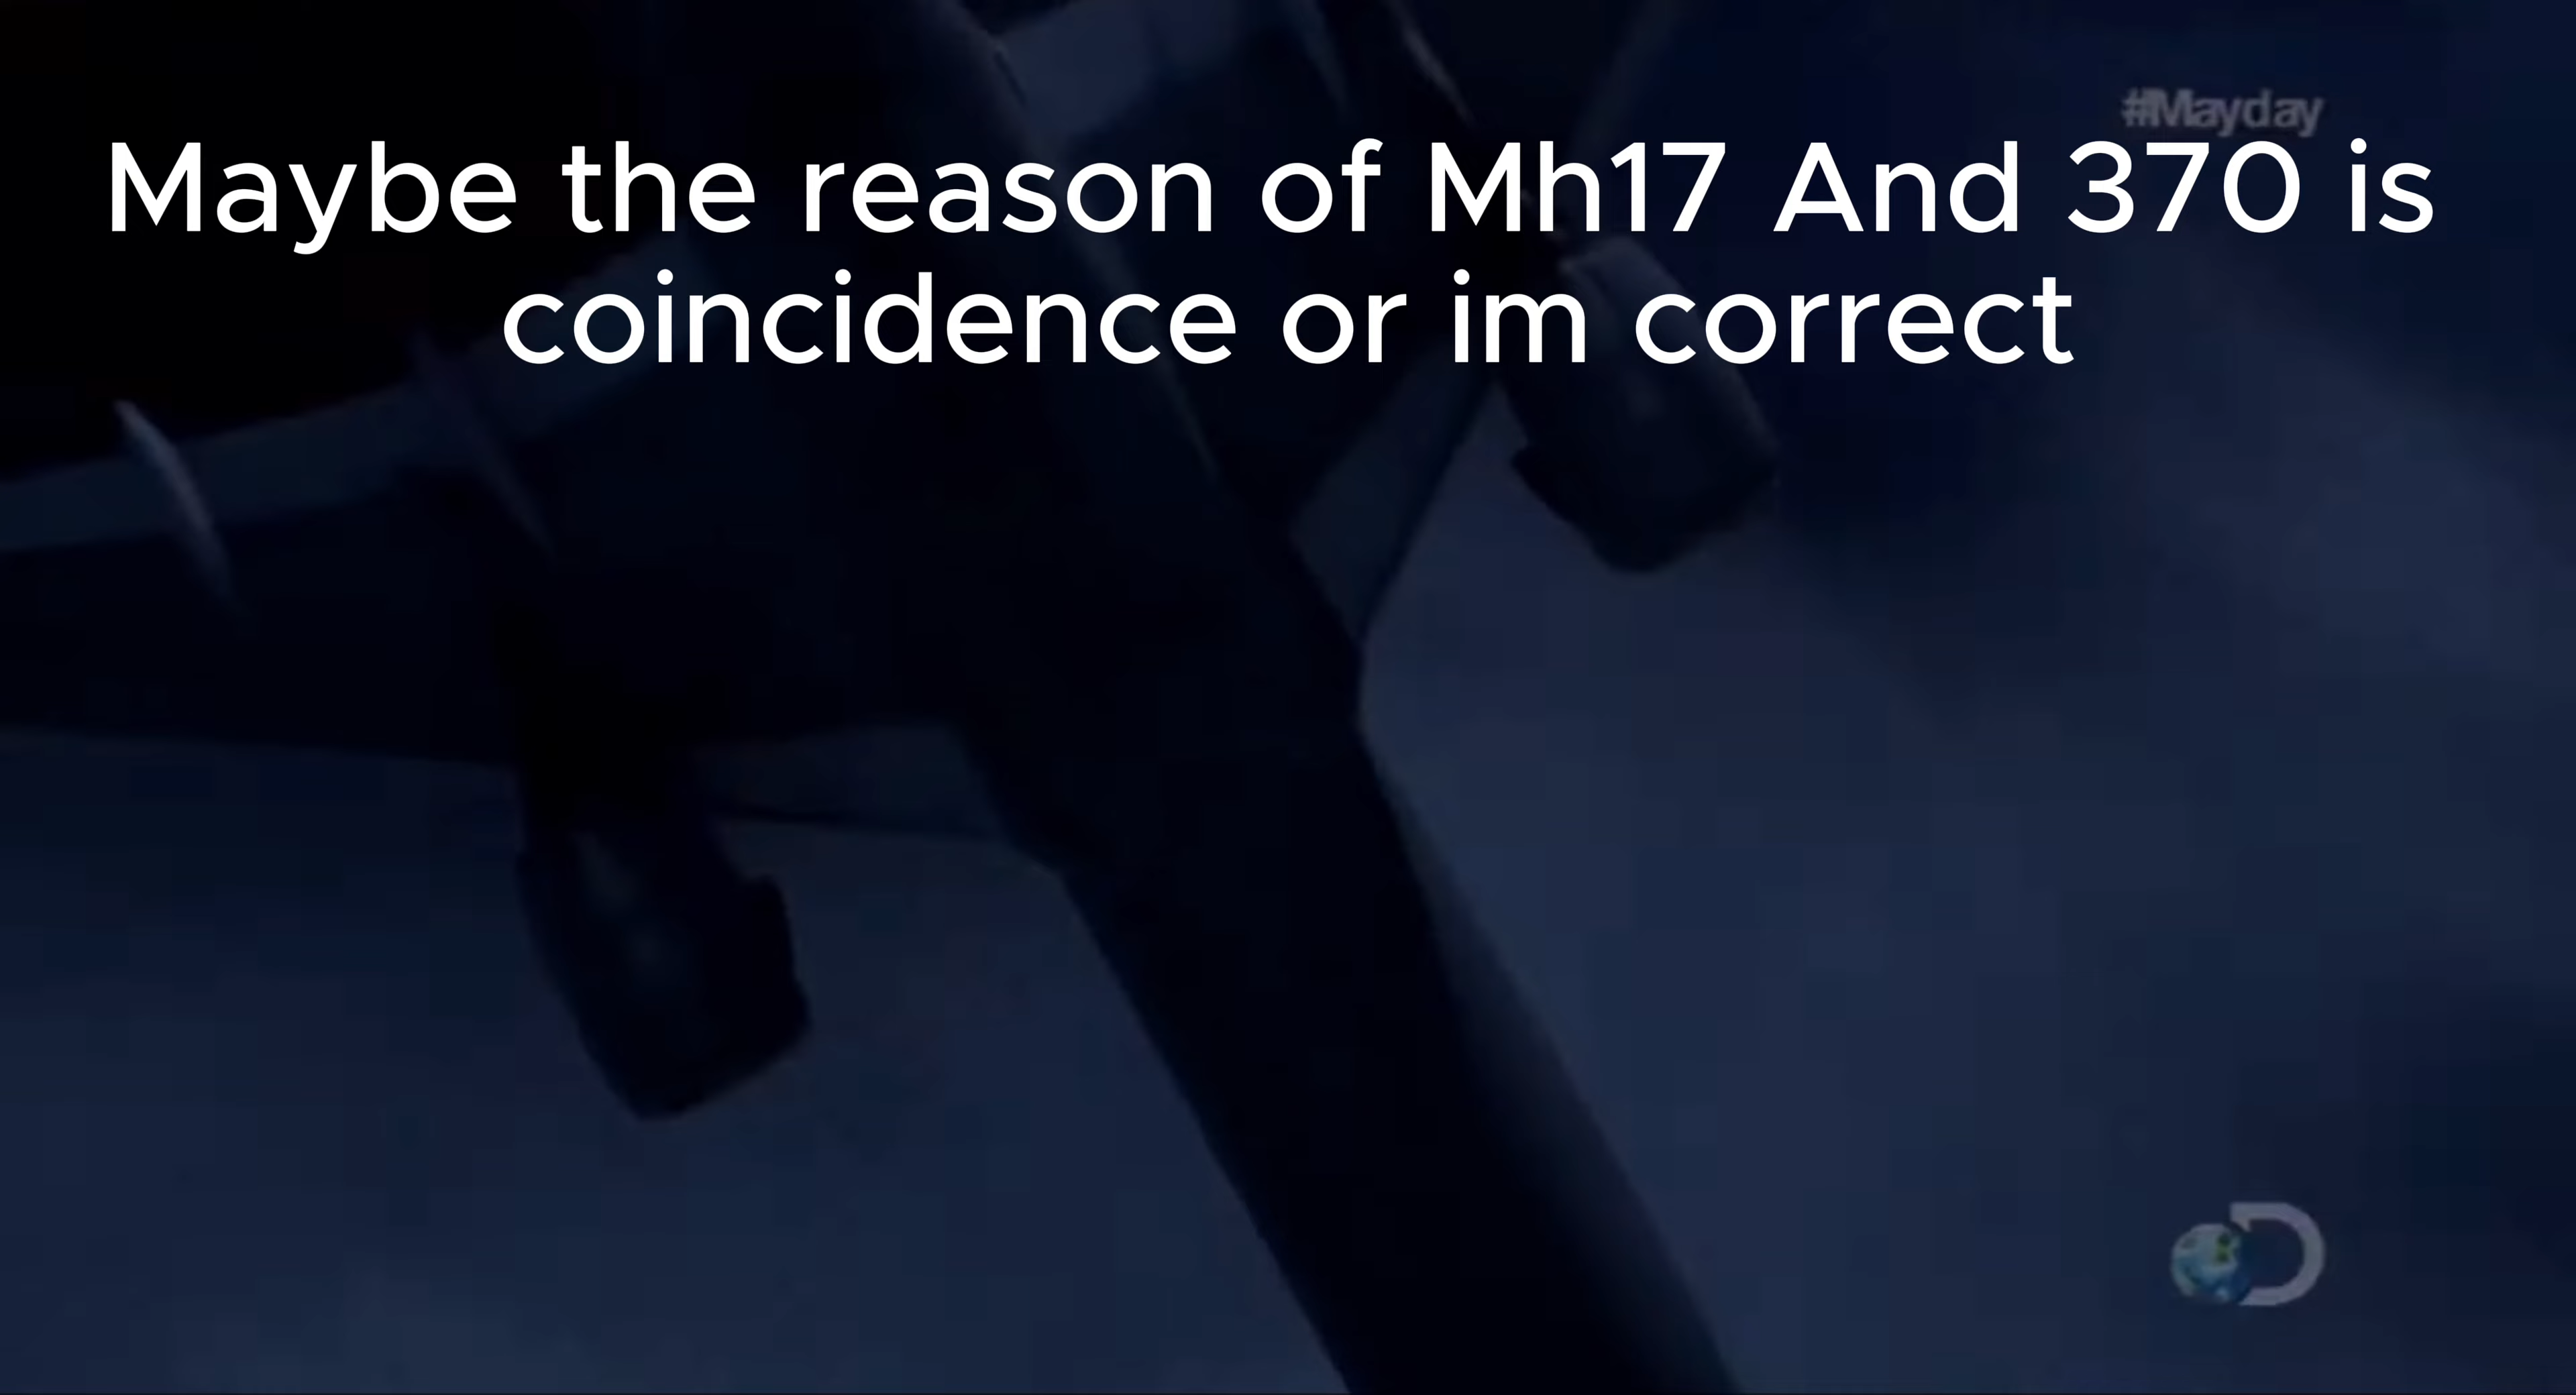 #Mayday
Maybe the reason of Mh17 And 370 is
coincidence or im correct